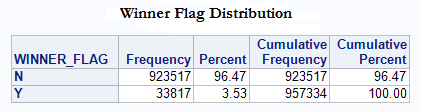 Winner Flag Distribution
Cumulative Cumulative
WINNER_FLAG Frequency Percent Frequency Percent
N 923517 96.47 923517 96.47
Y 33817 3.53 957334 100.00